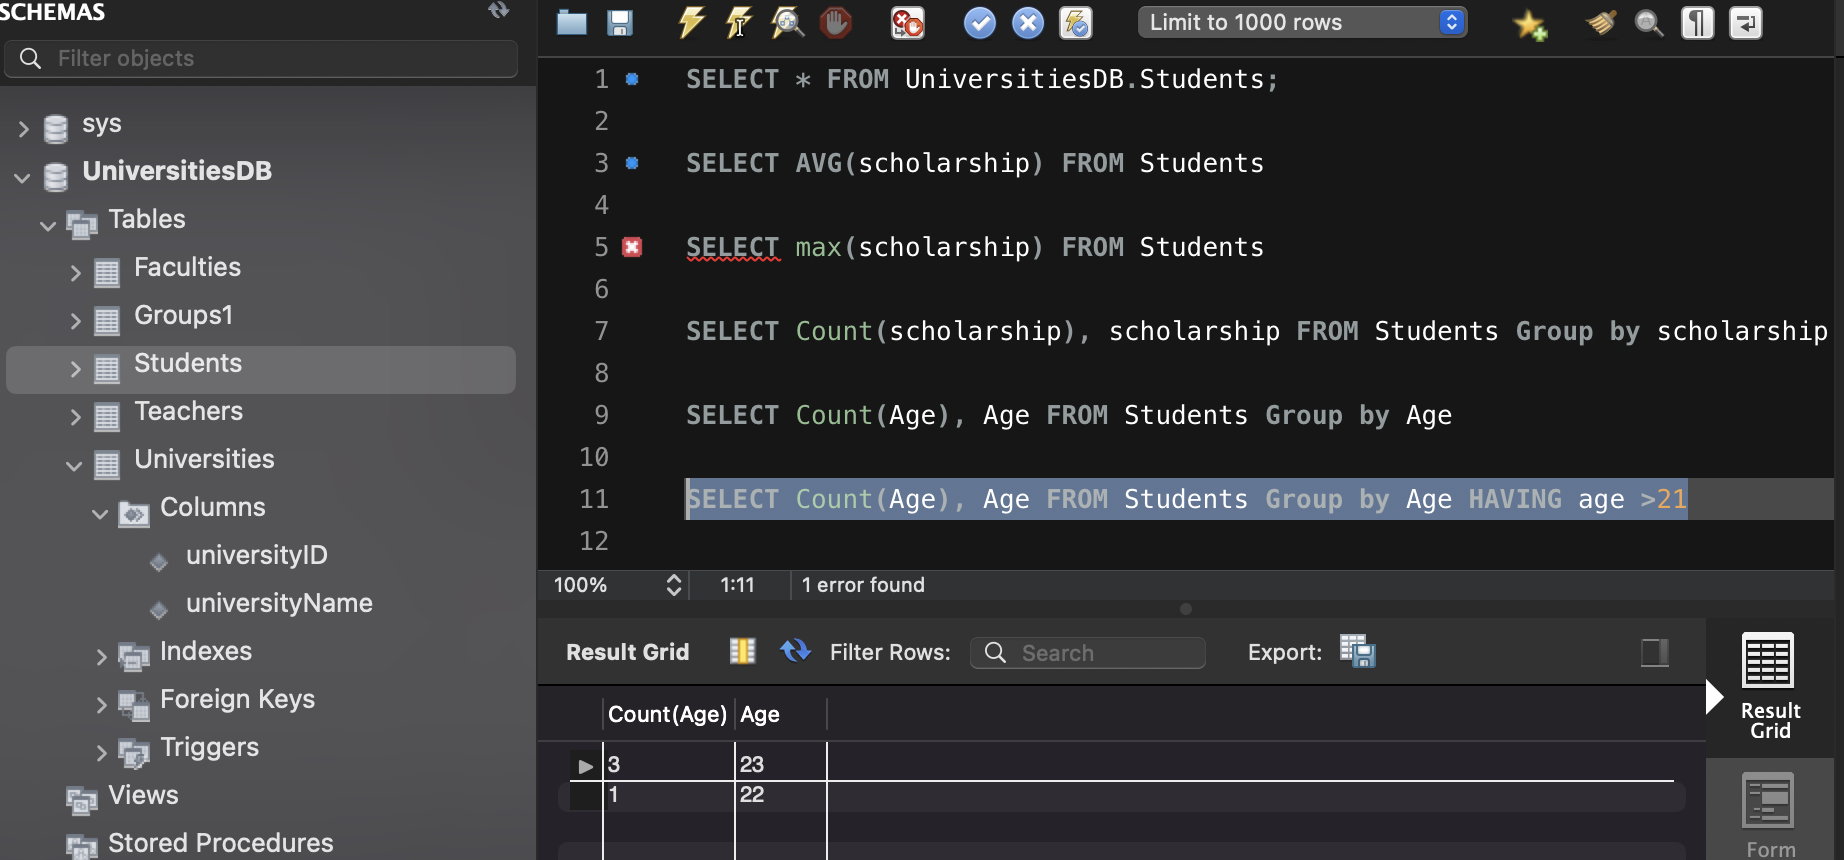 SCHEMAS
Filter objects
sys
UniversitiesDB
Tables
Faculties
Groups1
Students
Teachers
Universities
Columns
universityID
universityName
Indexes
Foreign Keys
Triggers
Views
Stored Procedures
Limit to 1000 rows
1 SELECT * FROM UniversitiesDB.Students;
2
3 SELECT AVG(scholarship) FROM Students
4
5 SELECT max(scholarship) FROM Students
6
7 SELECT Count(scholarship), scholarship FROM Students Group by scholarship
8
9 SELECT Count(Age), Age FROM Students Group by Age
10
11 SELECT Count(Age), Age FROM Students Group by Age HAVING age >21
12
100% 1:11 1 error found
Result Grid Filter Rows: Search Export:
Count(Age) Age
3 23
1 22
Result
Grid
Form